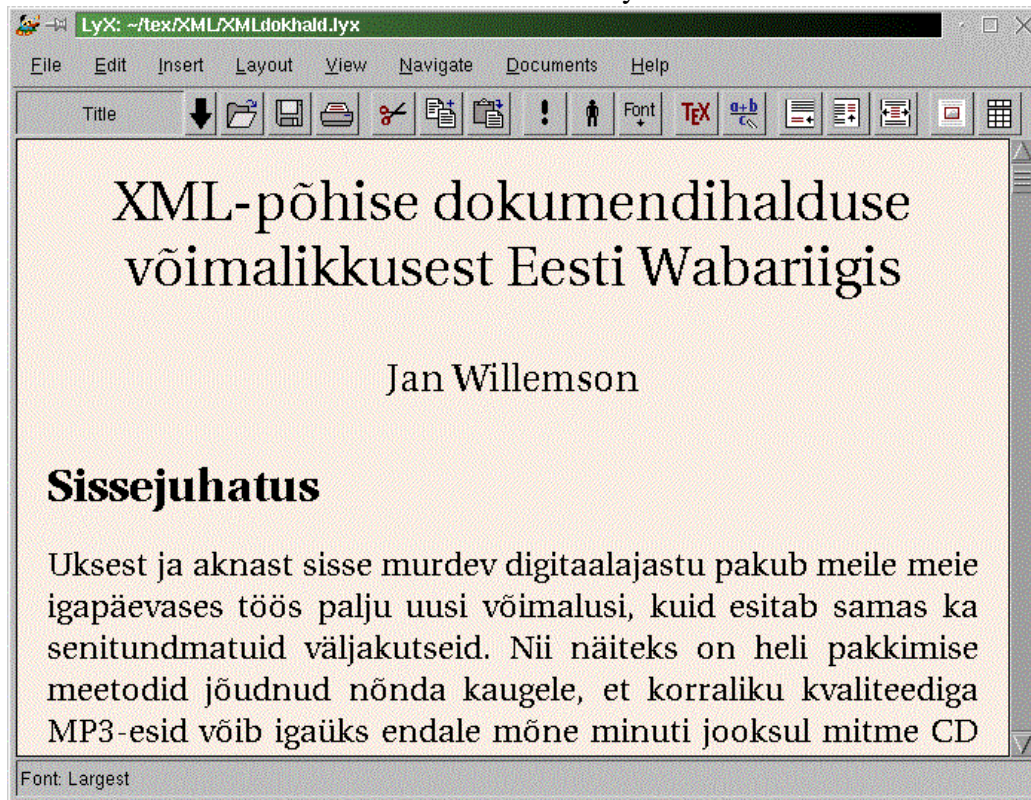 LyX: ~/tex/XML/XMLdokhald.lyx
File Edit Insert Layout View Navigate Documents Help
Title Font TEX a+b c
XML-põhise dokumendihalduse
võimalikkusest Eesti Wabariigis
Jan Willemson
Sissejuhatus
Uksest ja aknast sisse murdev digitaalajastu pakub meile meie
igapäevases töös palju uusi võimalusi, kuid esitab samas ka
senitundmatuid väljakutseid. Nii näiteks on heli pakkimise
meetodid jõudnud nõnda kaugele, et korraliku kvaliteediga
MP3-esid võib igaüks endale mõne minuti jooksul mitme CD
Font: Largest